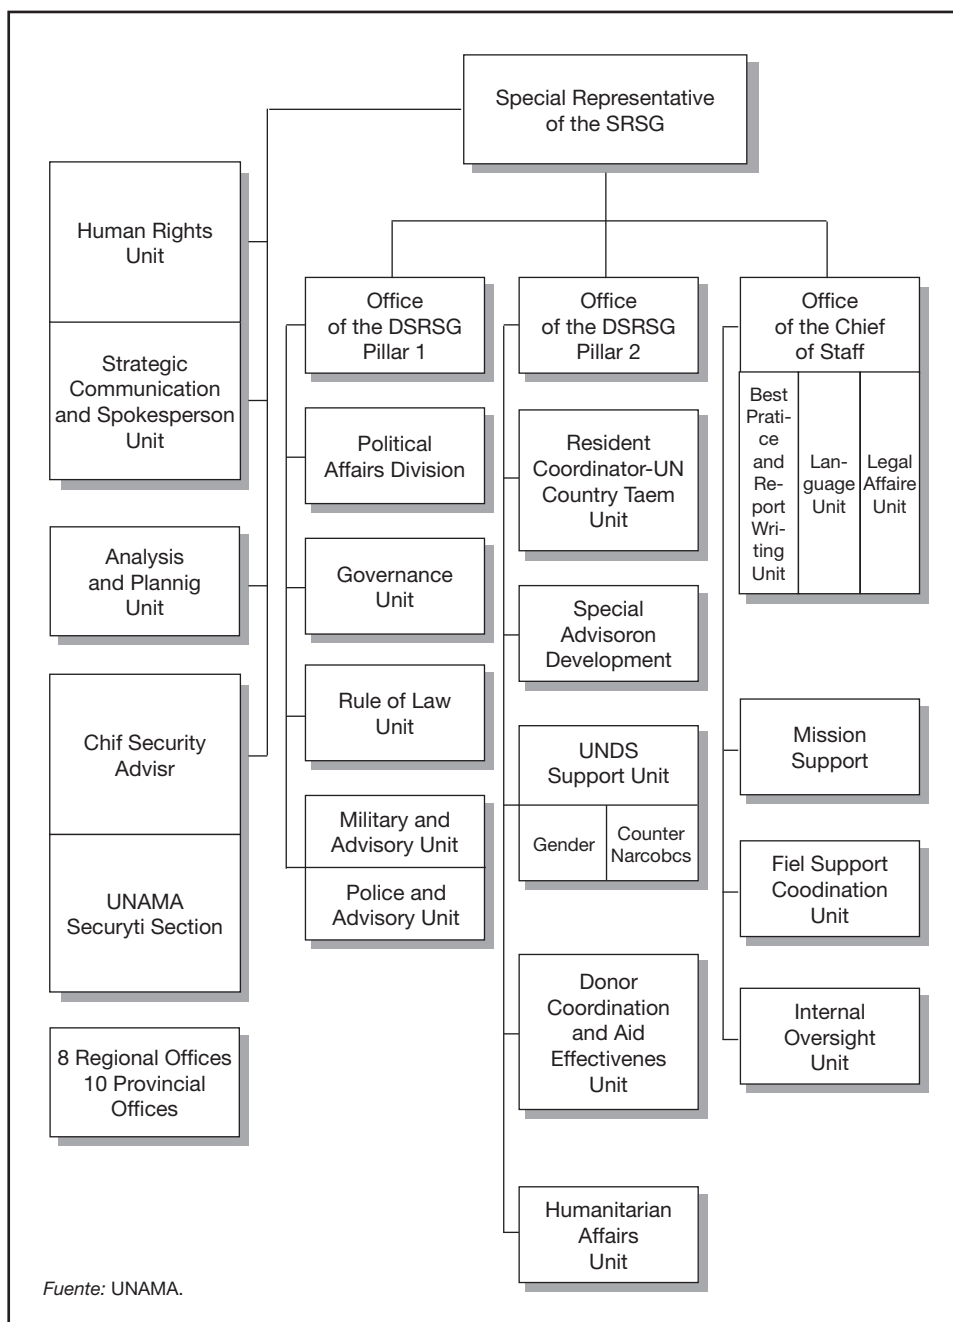 Special Representative
of the SRSG
Human Rights
Unit
Strategic
Communication
and Spokesperson
Unit
Analysis
and Plannig
Unit
Chif Security
Advisr
UNAMA
Securyti Section
8 Regional Offices
10 Provincial
Offices
Office
of the DSRSG
Pillar 1
Political
Affairs Division
Governance
Unit
Rule of Law
Unit
Military and
Advisory Unit
Police and
Advisory Unit
Office
of the DSRSG
Pillar 2
Resident
Coordinator-UN
Country Taem
Unit
Special
Advisoron
Development
UNDS
Support Unit
Gender
Counter
Narcobcs
Donor
Coordination
and Aid
Effectivenes
Unit
Humanitarian
Affairs
Unit
Office
of the Chief
of Staff
Best
Prati-
ce
and
Re-
port
Wri-
ting
Unit
Lan-
guage
Unit
Legal
Affaire
Unit
Mission
Support
Fiel Support
Coodination
Unit
Internal
Oversight
Unit
Fuente: UNAMA.